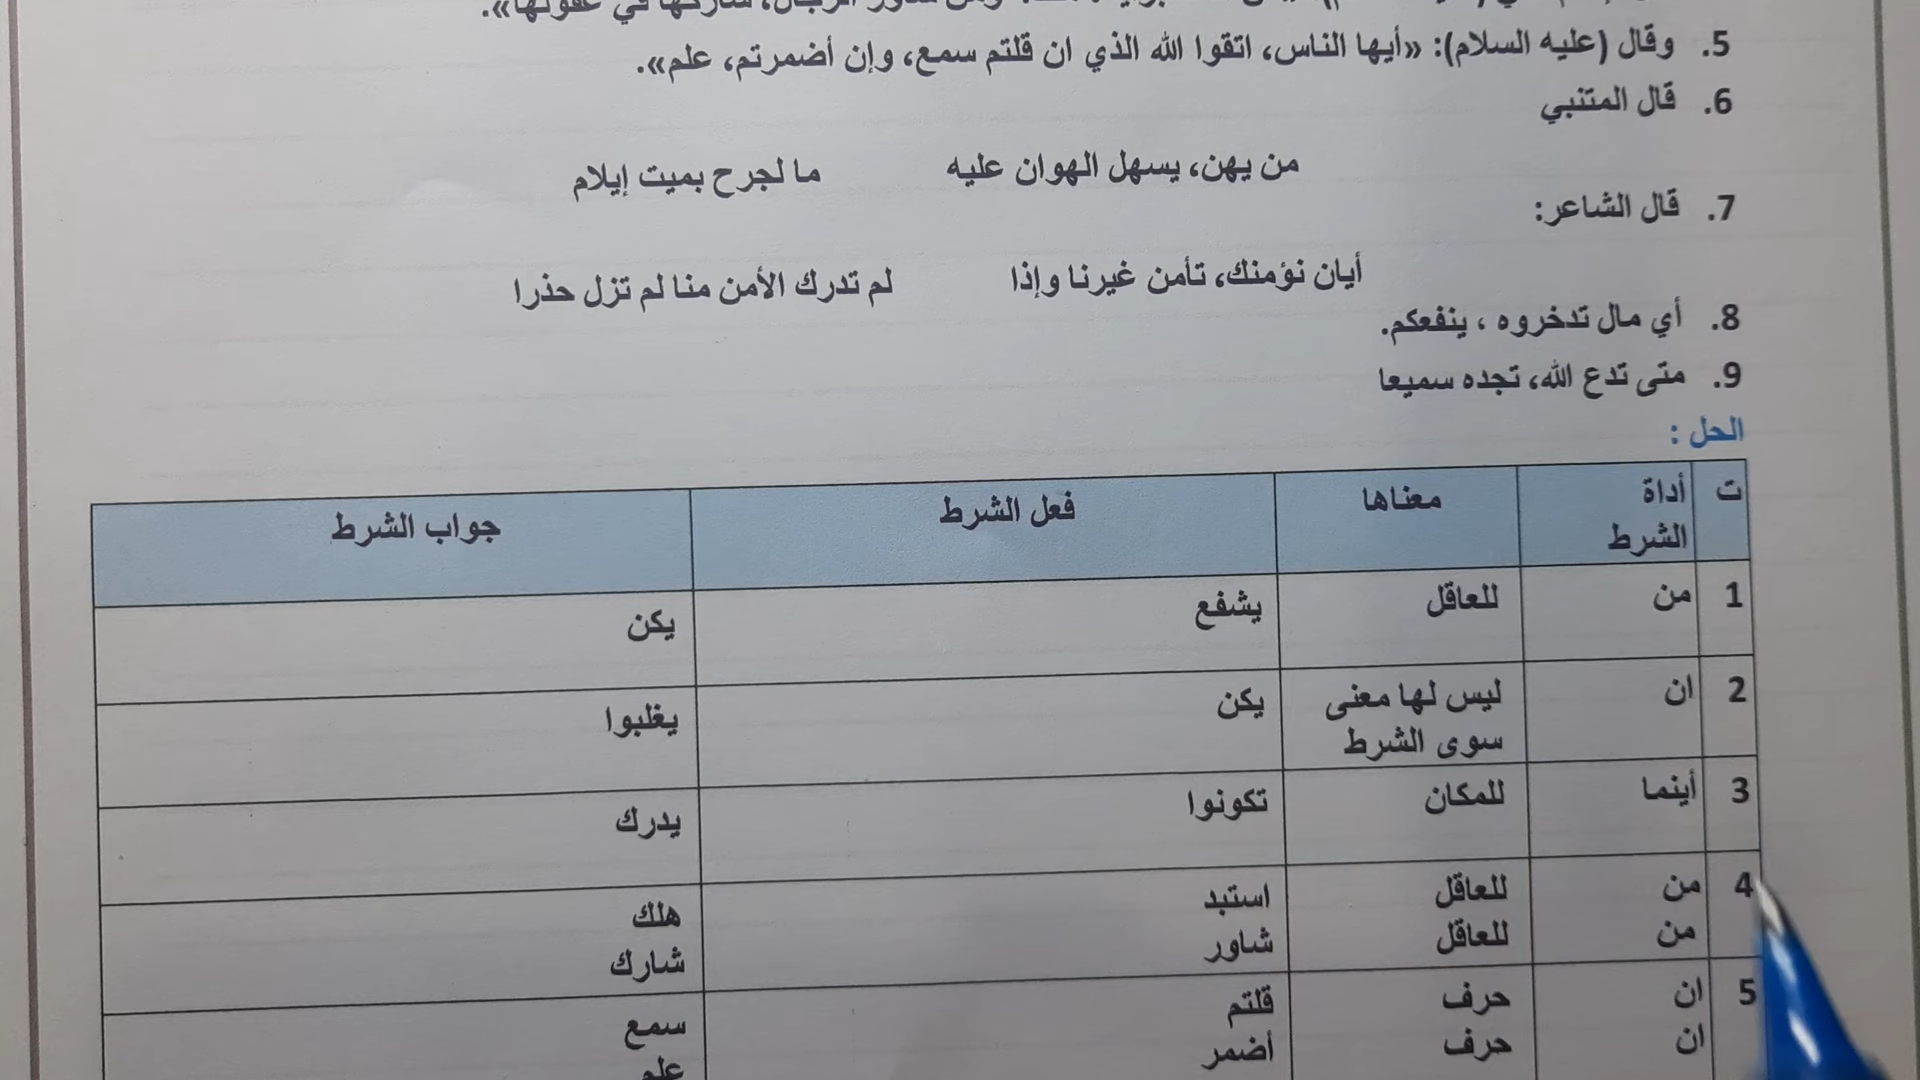 شاركها في عقولها».
5. وقال (عليه السلام): «أيها الناس، اتقوا الله الذي ان قلتم سمع، وإن أضمرتم، علم».
6. قال المتنبي
من يهن، يسهل الهوان عليه ما لجرح بميت إيلام
7. قال الشاعر:
أيان نؤمنك، تأمن غيرنا وإذا لم تدرك الأمن منا لم تزل حذرا
8. أي مال تدخروه ، ينفعكم.
9. متى تدع الله، تجده سميعا
الحل :
ت أداة الشرط معناها فعل الشرط جواب الشرط
1 من للعاقل يشفع يكن
2 ان ليس لها معنى سوى الشرط يكن يغلبوا
3 أينما للمكان تكونوا يدرك
4 من للعاقل استبد هلك
من للعاقل شاور شارك
5 ان حرف قلتم سمع
ان حرف أضمر علم